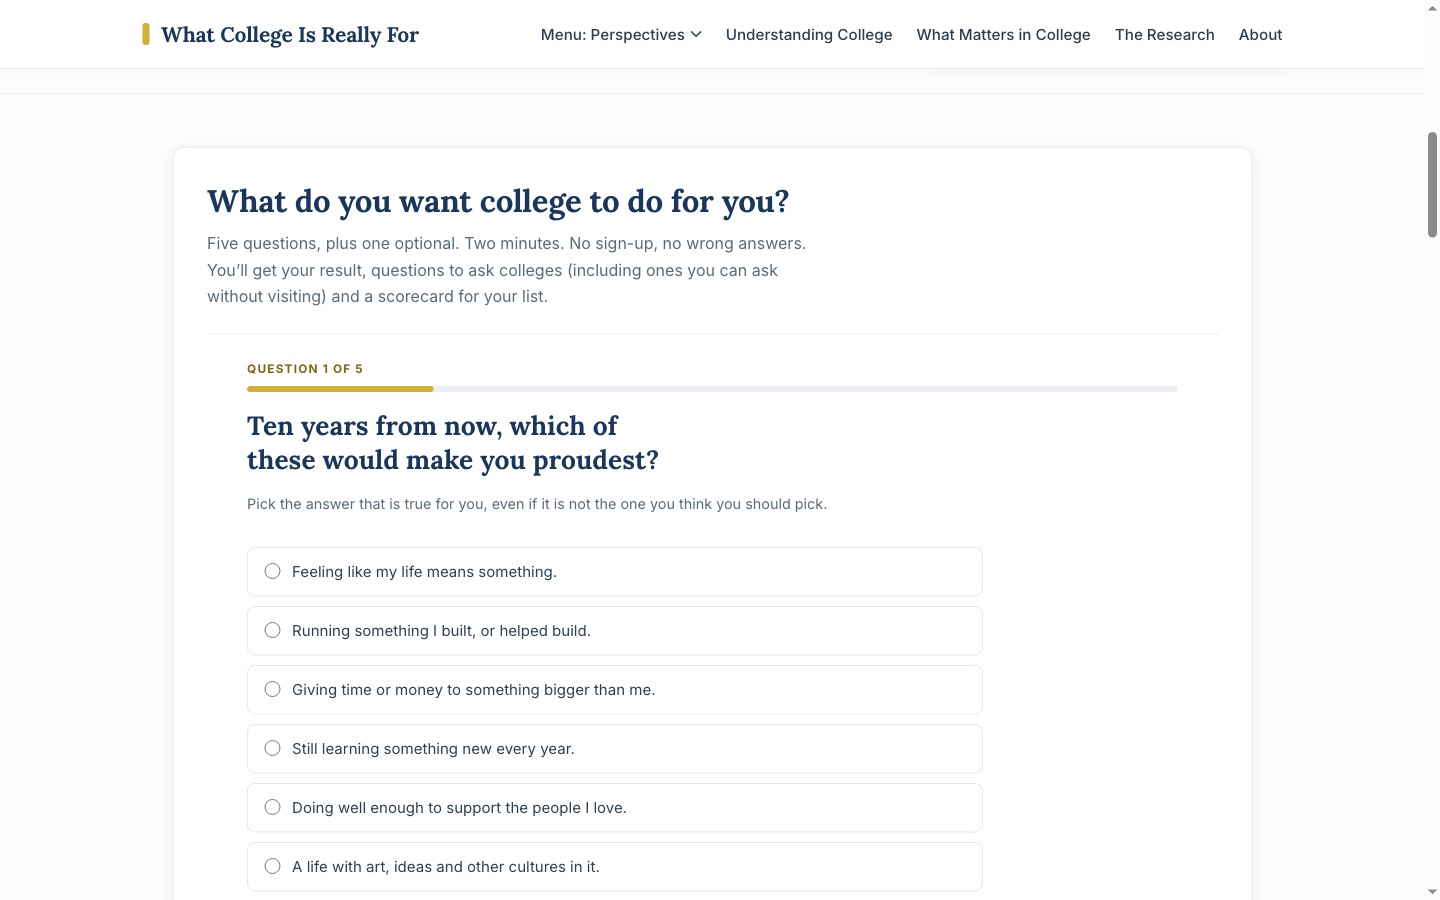 What College Is Really For
Menu: Perspectives
Understanding College
What Matters in College
The Research
About
What do you want college to do for you?
Five questions, plus one optional. Two minutes. No sign-up, no wrong answers.
You’ll get your result, questions to ask colleges (including ones you can ask
without visiting) and a scorecard for your list.
QUESTION 1 OF 5
Ten years from now, which of
these would make you proudest?
Pick the answer that is true for you, even if it is not the one you think you should pick.
Feeling like my life means something.
Running something I built, or helped build.
Giving time or money to something bigger than me.
Still learning something new every year.
Doing well enough to support the people I love.
A life with art, ideas and other cultures in it.